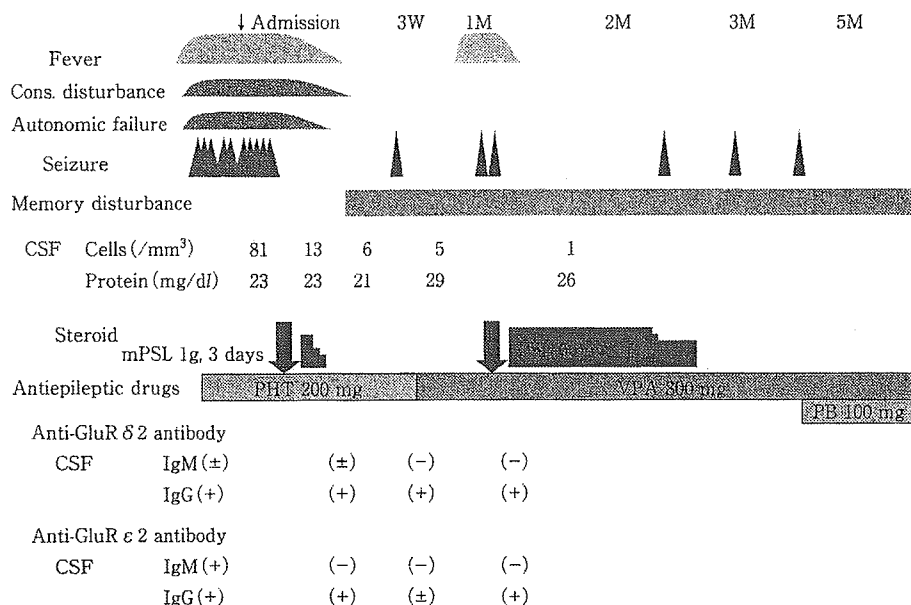 ↓ Admission 3W 1M 2M 3M 5M
Fever
Cons. disturbance
Autonomic failure
Seizure
Memory disturbance
CSF Cells (/mm³) 81 13 6 5 1
Protein (mg/dl) 23 23 21 29 26
Steroid
mPSL 1g, 3 days
Antiepileptic drugs PHT 200 mg VPA 800 mg
PB 100 mg
Anti-GluR δ2 antibody
CSF IgM (±) (±) (-) (-)
IgG (+) (+) (+) (+)
Anti-GluR ε2 antibody
CSF IgM (+) (-) (-) (-)
IgG (+) (+) (±) (+)